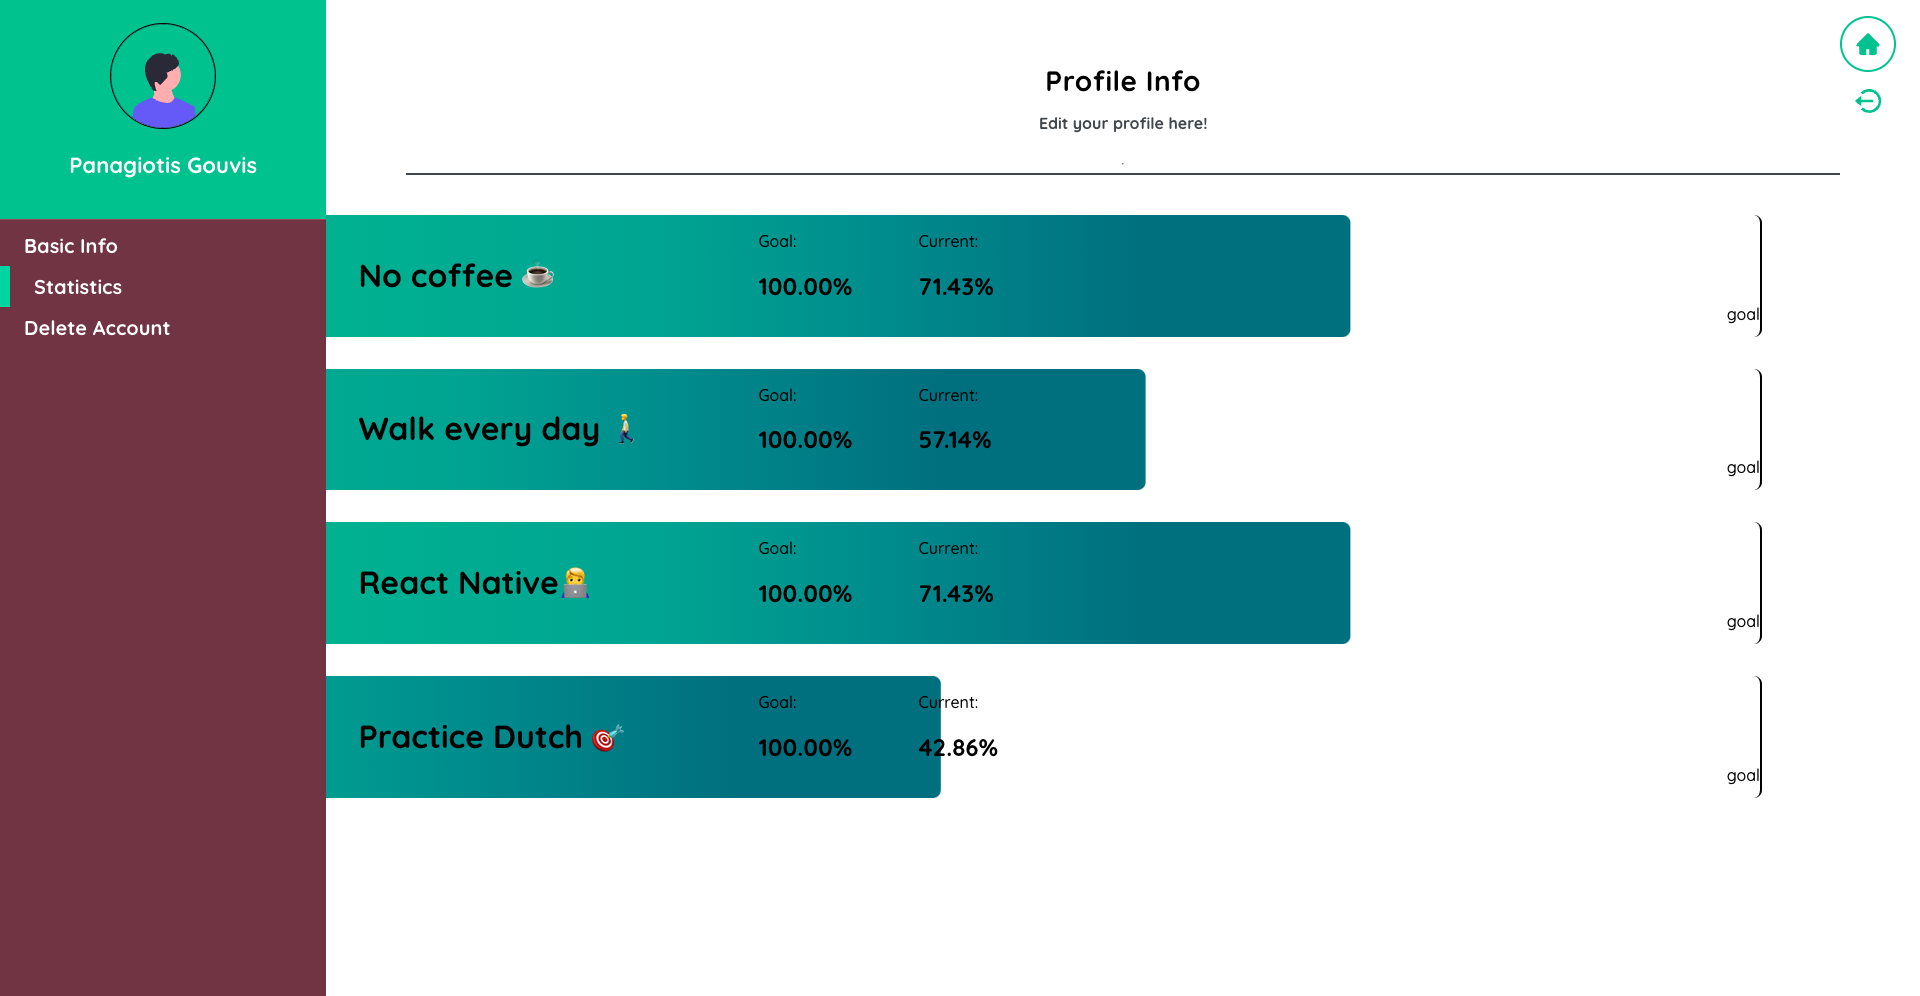 Panagiotis Gouvis
Basic Info
Statistics
Delete Account
Profile Info
Edit your profile here!
No coffee ☕
Goal:
100.00%
Current:
71.43%
goal
Walk every day 🚶
Goal:
100.00%
Current:
57.14%
goal
React Native🧑‍💻
Goal:
100.00%
Current:
71.43%
goal
Practice Dutch 🎯
Goal:
100.00%
Current:
42.86%
goal